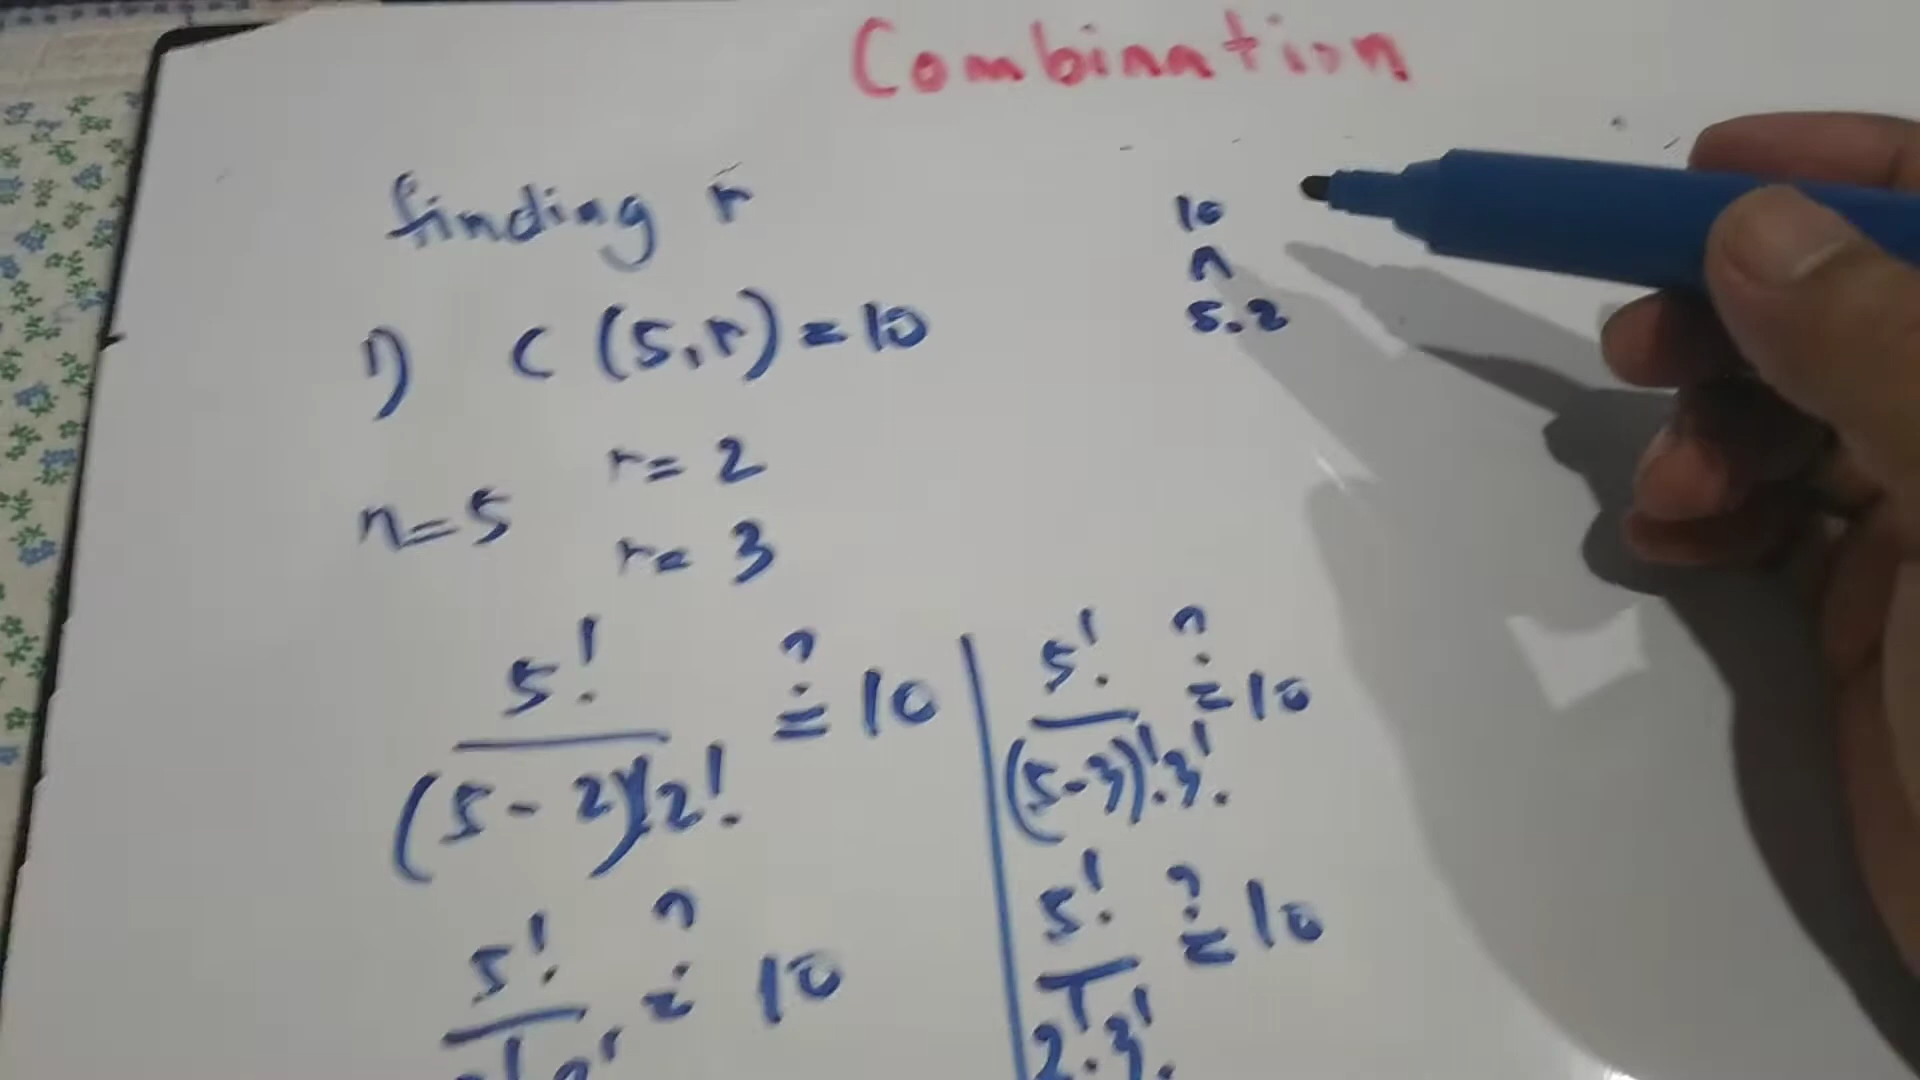 Combination
finding r
1) C (5,r) = 10
10
5.2
n=5
r= 2
r= 3
5!
(5-2)!2!
?
= 10
5!
(5-3)!3!
?
= 10
5!
?
= 10
5!
2!3!
?
= 10